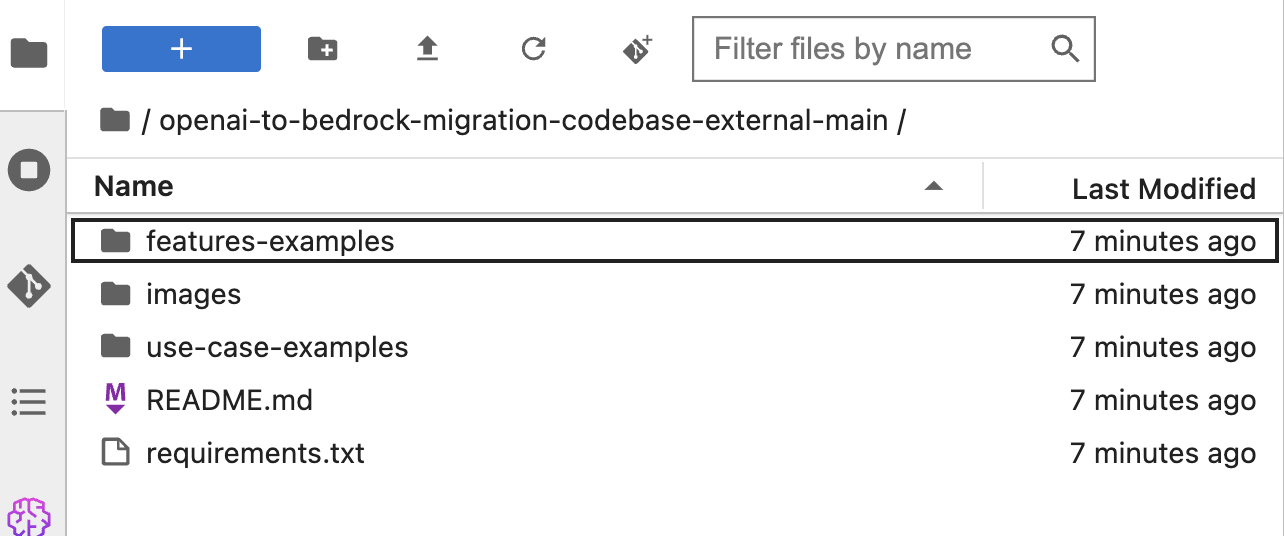 +
Filter files by name
/ openai-to-bedrock-migration-codebase-external-main /
Name Last Modified
features-examples 7 minutes ago
images 7 minutes ago
use-case-examples 7 minutes ago
M README.md 7 minutes ago
requirements.txt 7 minutes ago